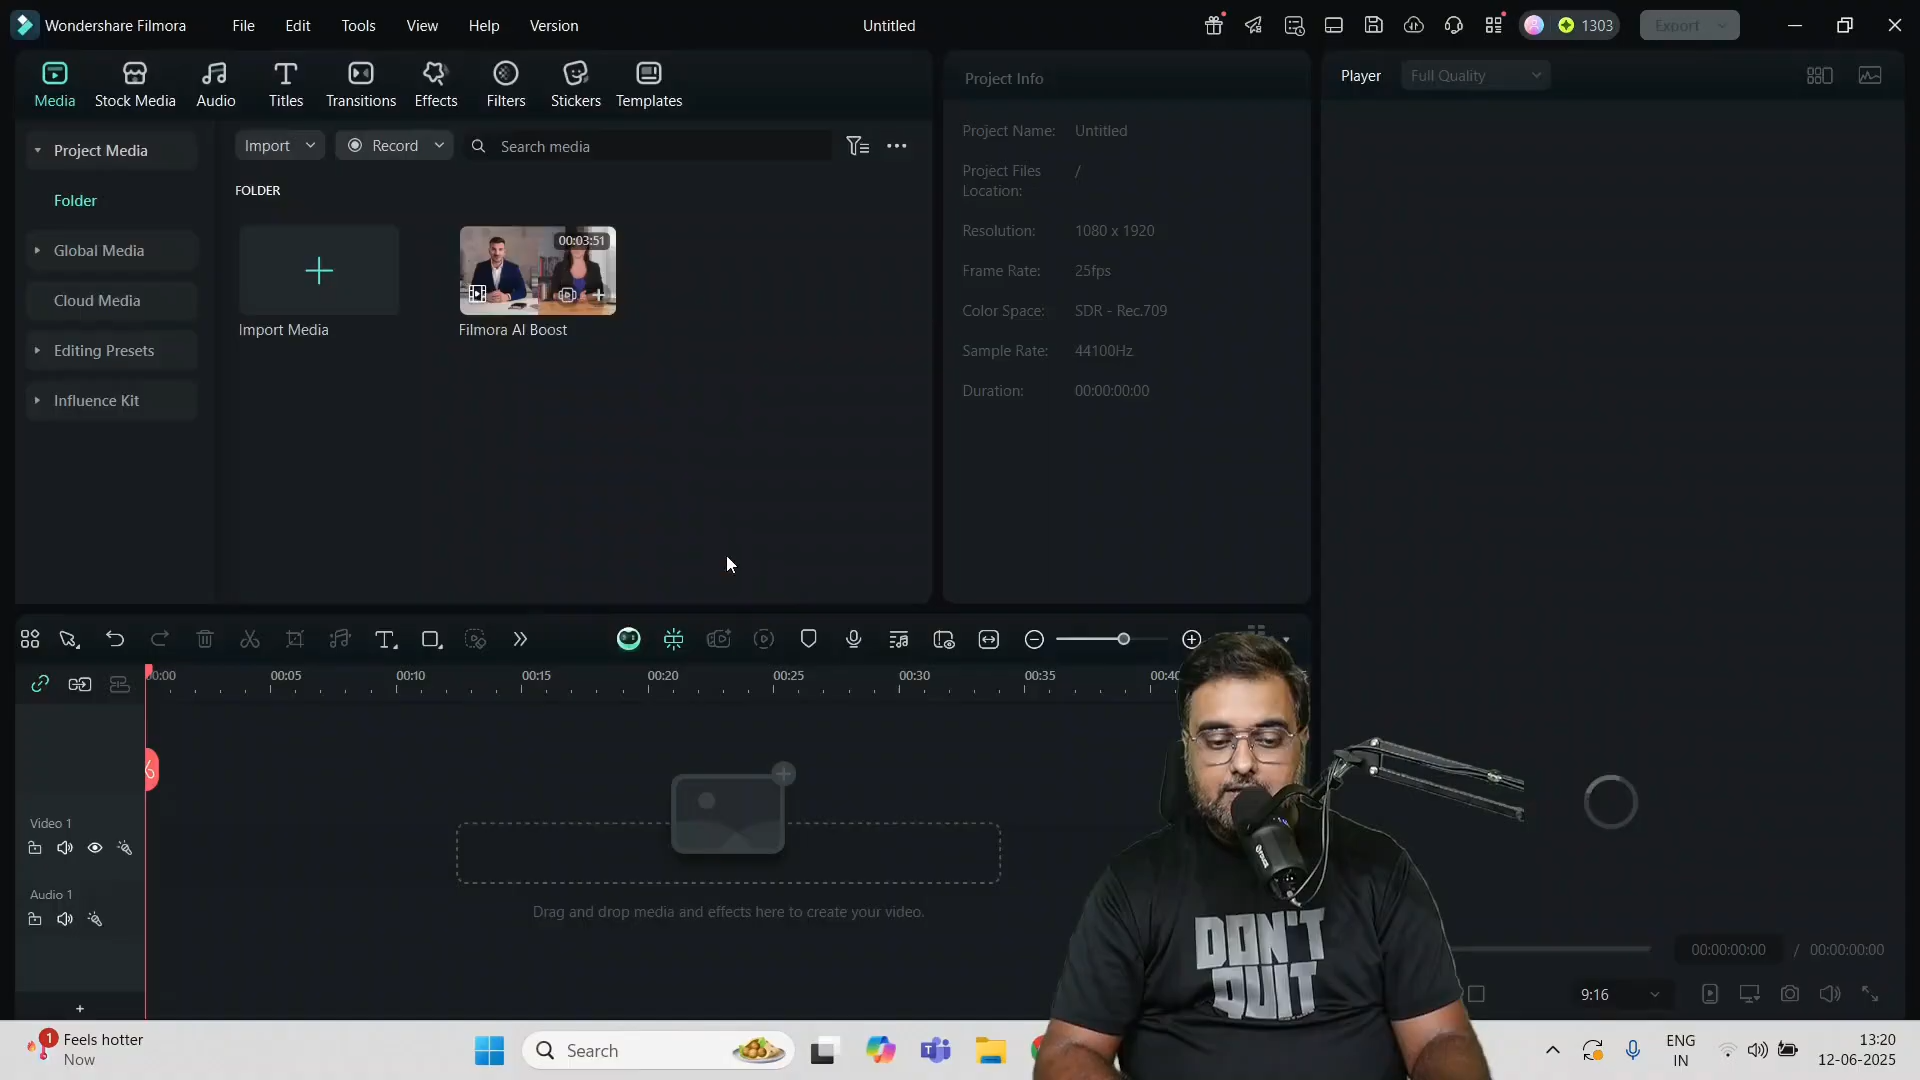 Wondershare Filmora
File
Edit
Tools
View
Help
Version
Untitled
1303
Export
Media
Stock Media
Audio
Titles
Transitions
Effects
Filters
Stickers
Templates
Project Media
Folder
Global Media
Cloud Media
Editing Presets
Influence Kit
Import
Record
Search media
FOLDER
Import Media
00:03:51
Filmora AI Boost
Project Info
Project Name: Untitled
Project Files Location: /
Resolution: 1080 x 1920
Frame Rate: 25fps
Color Space: SDR - Rec.709
Sample Rate: 44100Hz
Duration: 00:00:00:00
Player
Full Quality
00:05
00:10
00:15
00:20
00:25
00:30
00:35
Video 1
Audio 1
Drag and drop media and effects here to create your video.
DON'T
QUIT
00:00:00:00 / 00:00:00:00
9:16
1
Feels hotter
Now
Search
ENG
IN
13:20
12-06-2025